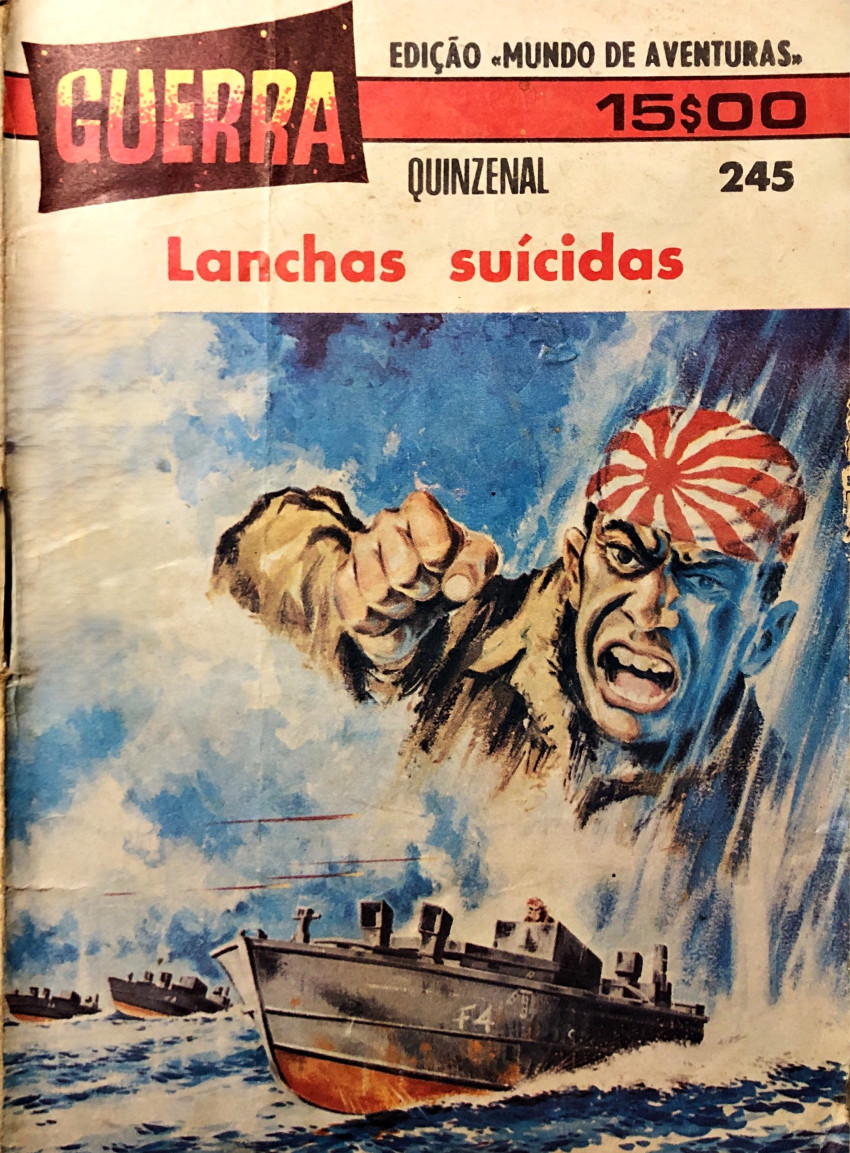 GUERRA
EDIÇÃO «MUNDO DE AVENTURAS»
15$00
QUINZENAL
245
Lanchas suícidas
F4